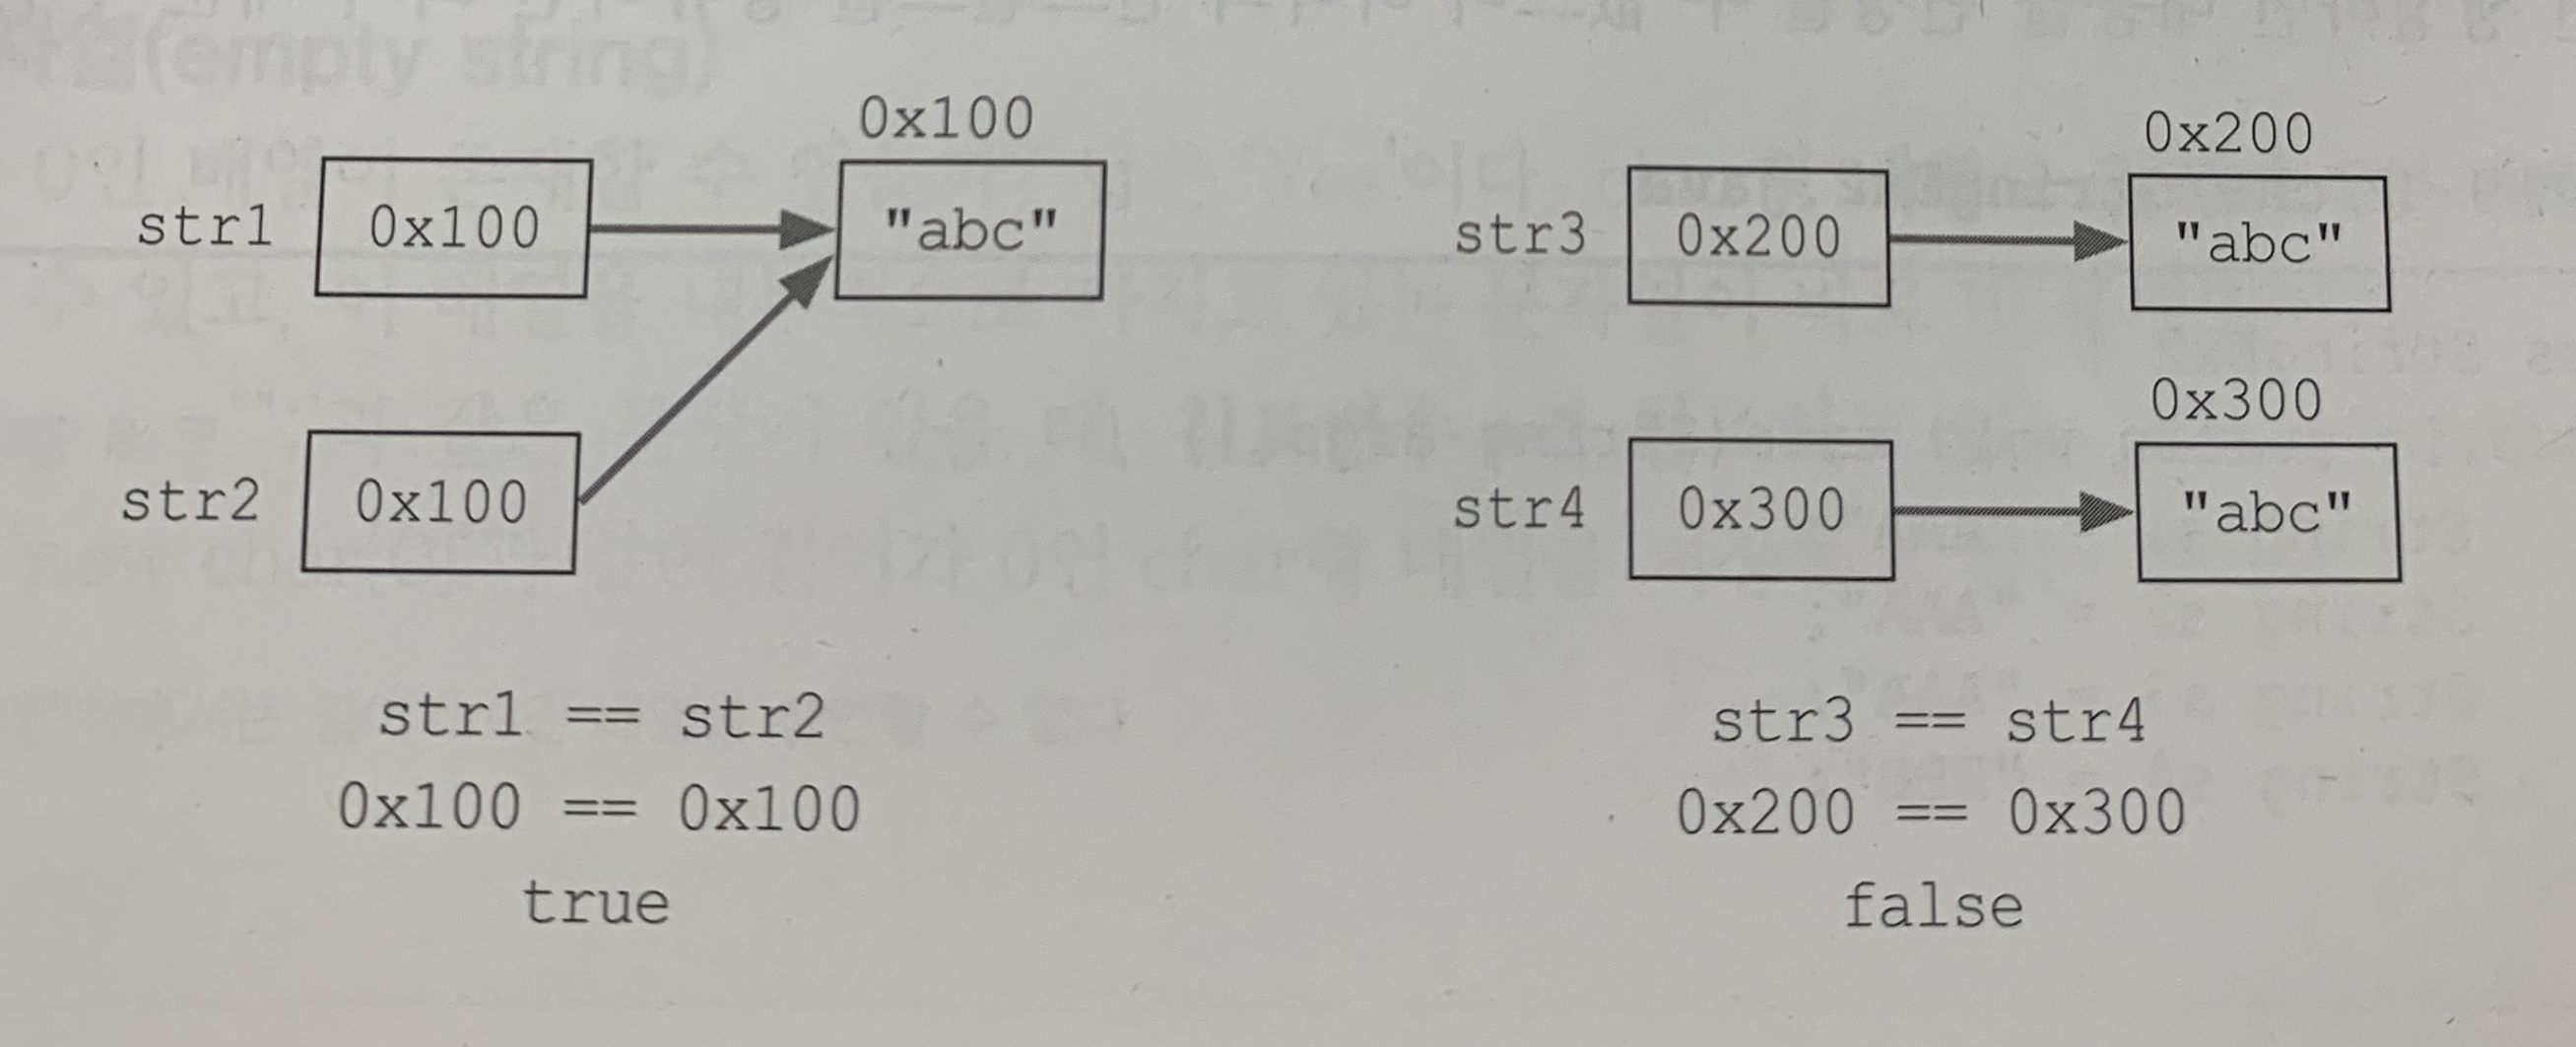 0x100
str1 0x100 "abc"
str2 0x100
str1 == str2
0x100 == 0x100
true
0x200
str3 0x200 "abc"
0x300
str4 0x300 "abc"
str3 == str4
0x200 == 0x300
false